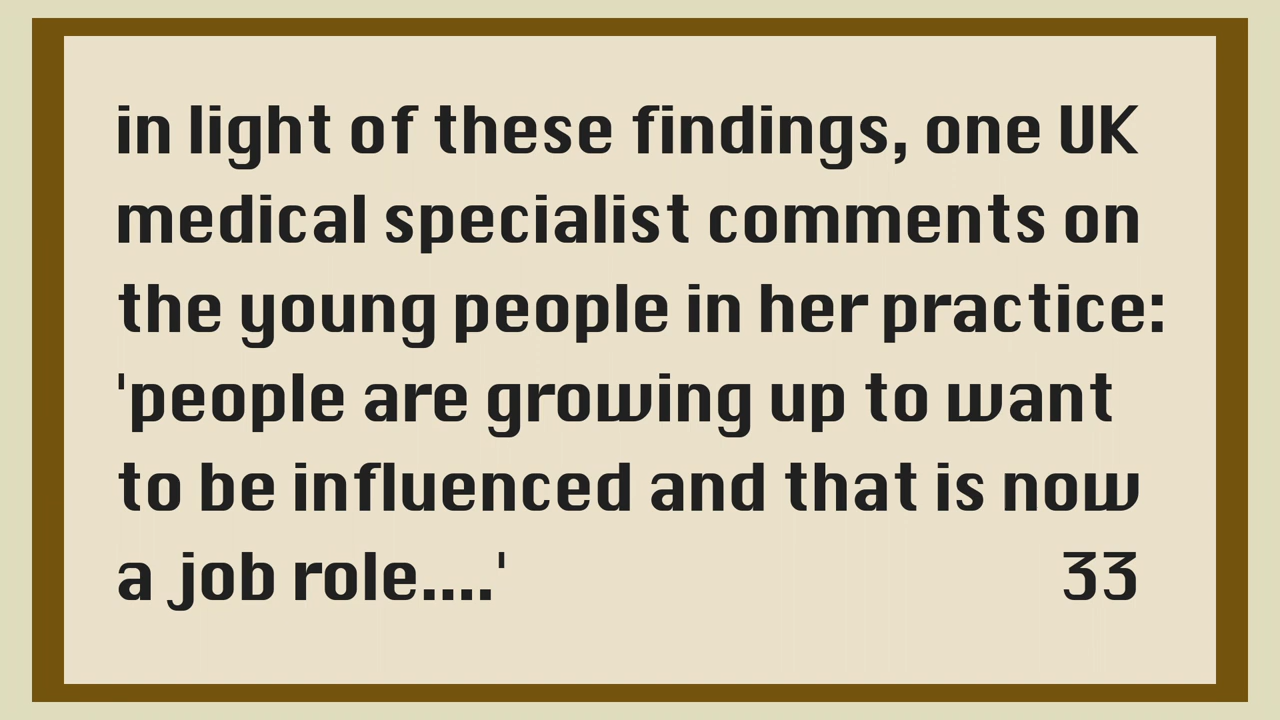 in light of these findings, one UK
medical specialist comments on
the young people in her practice:
'people are growing up to want
to be influenced and that is now
a job role....' 33